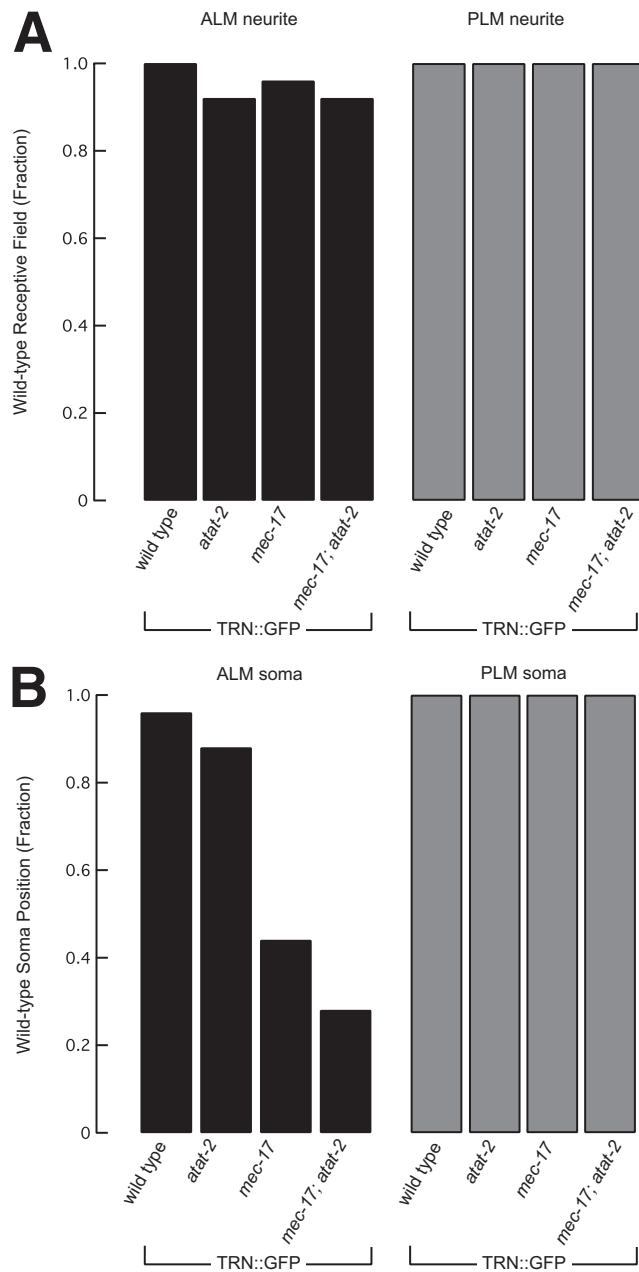 A
ALM neurite
PLM neurite
Wild-type Receptive Field (Fraction)
1.0
0.8
0.6
0.4
0.2
0
wild type
atat-2
mec-17
mec-17; atat-2
wild type
atat-2
mec-17
mec-17; atat-2
TRN::GFP
TRN::GFP
B
ALM soma
PLM soma
Wild-type Soma Position (Fraction)
1.0
0.8
0.6
0.4
0.2
0
wild type
atat-2
mec-17
mec-17; atat-2
wild type
atat-2
mec-17
mec-17; atat-2
TRN::GFP
TRN::GFP